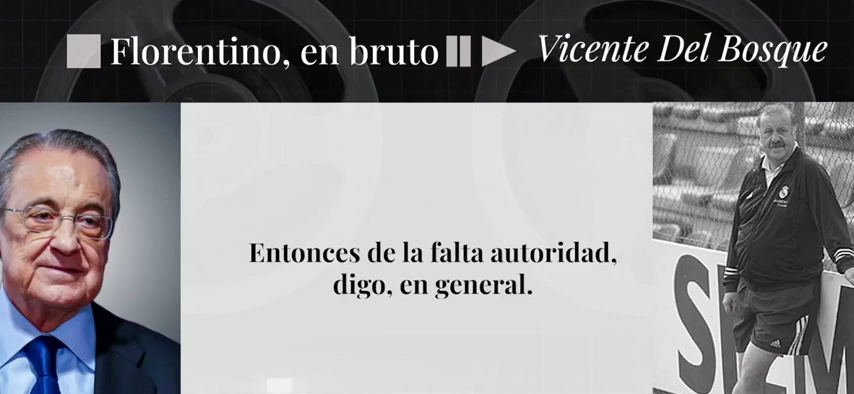 Florentino, en bruto Vicente Del Bosque
Entonces de la falta autoridad,
digo, en general.